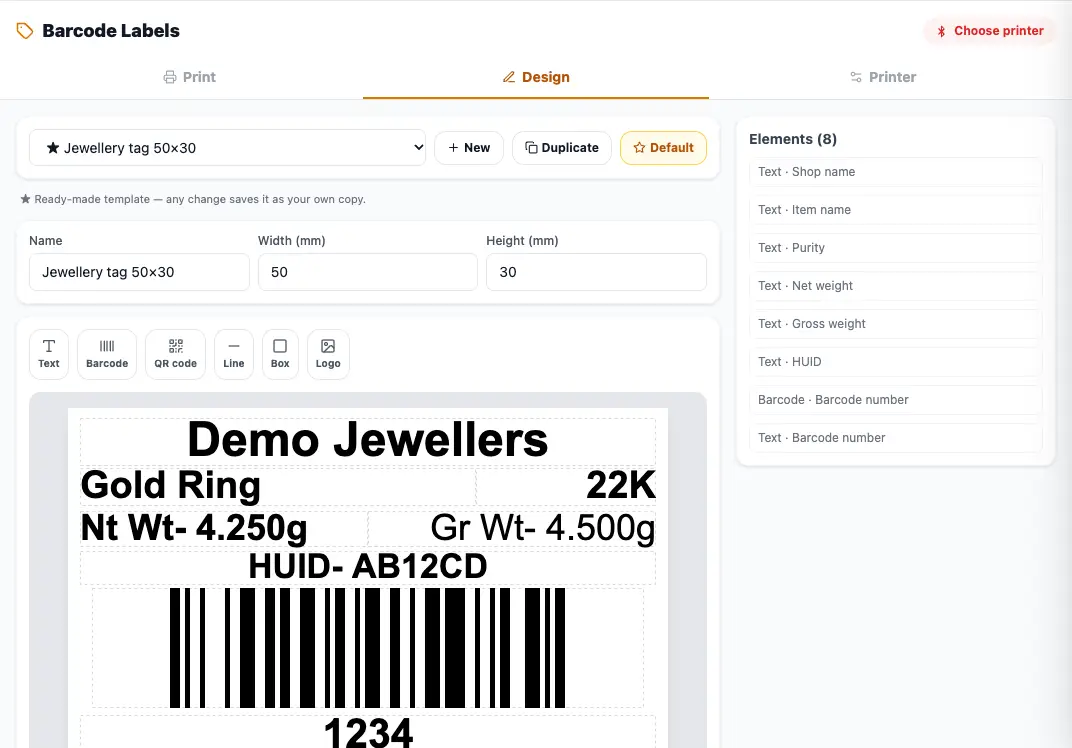 Barcode Labels
Choose printer
Print
Design
Printer
★ Jewellery tag 50×30
+ New
Duplicate
Default
★ Ready-made template — any change saves it as your own copy.
Name
Width (mm)
Height (mm)
Jewellery tag 50×30
50
30
Text
Barcode
QR code
Line
Box
Logo
Demo Jewellers
Gold Ring
22K
Nt Wt- 4.250g
Gr Wt- 4.500g
HUID- AB12CD
1234
Elements (8)
Text · Shop name
Text · Item name
Text · Purity
Text · Net weight
Text · Gross weight
Text · HUID
Barcode · Barcode number
Text · Barcode number